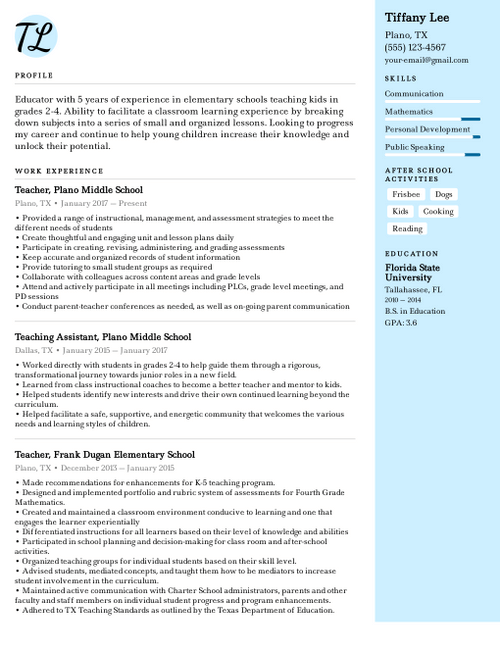 TL
PROFILE
Educator with 5 years of experience in elementary schools teaching kids in
grades 2-4. Ability to facilitate a classroom learning experience by breaking
down subjects into a series of small and organized lessons. Looking to progress
my career and continue to help young children increase their knowledge and
unlock their potential.
WORK EXPERIENCE
Teacher, Plano Middle School
Plano, TX • January 2017 — Present
• Provided a range of instructional, management, and assessment strategies to meet the
different needs of students
• Create thoughtful and engaging unit and lesson plans daily
• Participate in creating, revising, administering, and grading assessments
• Keep accurate and organized records of student information
• Provide tutoring to small student groups as required
• Collaborate with colleagues across content areas and grade levels
• Attend and actively participate in all meetings including PLCs, grade level meetings, and
PD sessions
• Conduct parent-teacher conferences as needed, as well as on-going parent communication
Teaching Assistant, Plano Middle School
Dallas, TX • January 2015 — January 2017
• Worked directly with students in grades 2-4 to help guide them through a rigorous,
transformational journey towards junior roles in a new field.
• Learned from class instructional coaches to become a better teacher and mentor to kids.
• Helped students identify new interests and drive their own continued learning beyond the
curriculum.
• Helped facilitate a safe, supportive, and energetic community that welcomes the various
needs and learning styles of children.
Teacher, Frank Dugan Elementary School
Plano, TX • December 2013 — January 2015
• Made recommendations for enhancements for K-5 teaching program.
• Designed and implemented portfolio and rubric system of assessments for Fourth Grade
Mathematics.
• Created and maintained a classroom environment conducive to learning and one that
engages the learner experientially
• Differentiated instructions for all learners based on their level of knowledge and abilities
• Participated in school planning and decision-making for class room and after-school
activities.
• Organized teaching groups for individual students based on their skill level.
• Advised students, mediated concepts, and taught them how to be mediators to increase
student involvement in the curriculum.
• Maintained active communication with Charter School administrators, parents and other
faculty and staff members on individual student progress and program enhancements.
• Adhered to TX Teaching Standards as outlined by the Texas Department of Education.
Tiffany Lee
Plano, TX
(555) 123-4567
your-email@gmail.com
SKILLS
Communication
Mathematics
Personal Development
Public Speaking
AFTER SCHOOL
ACTIVITIES
Frisbee Dogs
Kids Cooking
Reading
EDUCATION
Florida State
University
Tallahassee, FL
2010 — 2014
B.S. in Education
GPA: 3.6